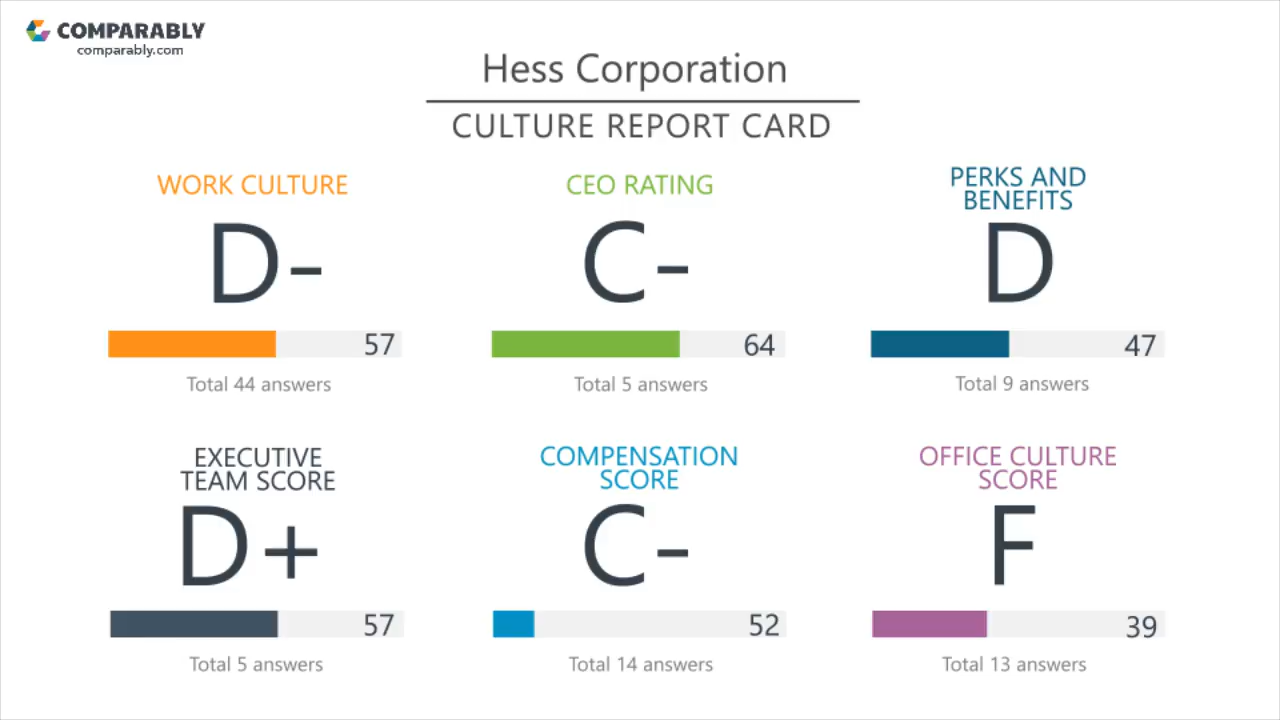 COMPARABLY
comparably.com
Hess Corporation
CULTURE REPORT CARD
WORK CULTURE
D-
57
Total 44 answers
CEO RATING
C-
64
Total 5 answers
PERKS AND
BENEFITS
D
47
Total 9 answers
EXECUTIVE
TEAM SCORE
D+
57
Total 5 answers
COMPENSATION
SCORE
C-
52
Total 14 answers
OFFICE CULTURE
SCORE
F
39
Total 13 answers